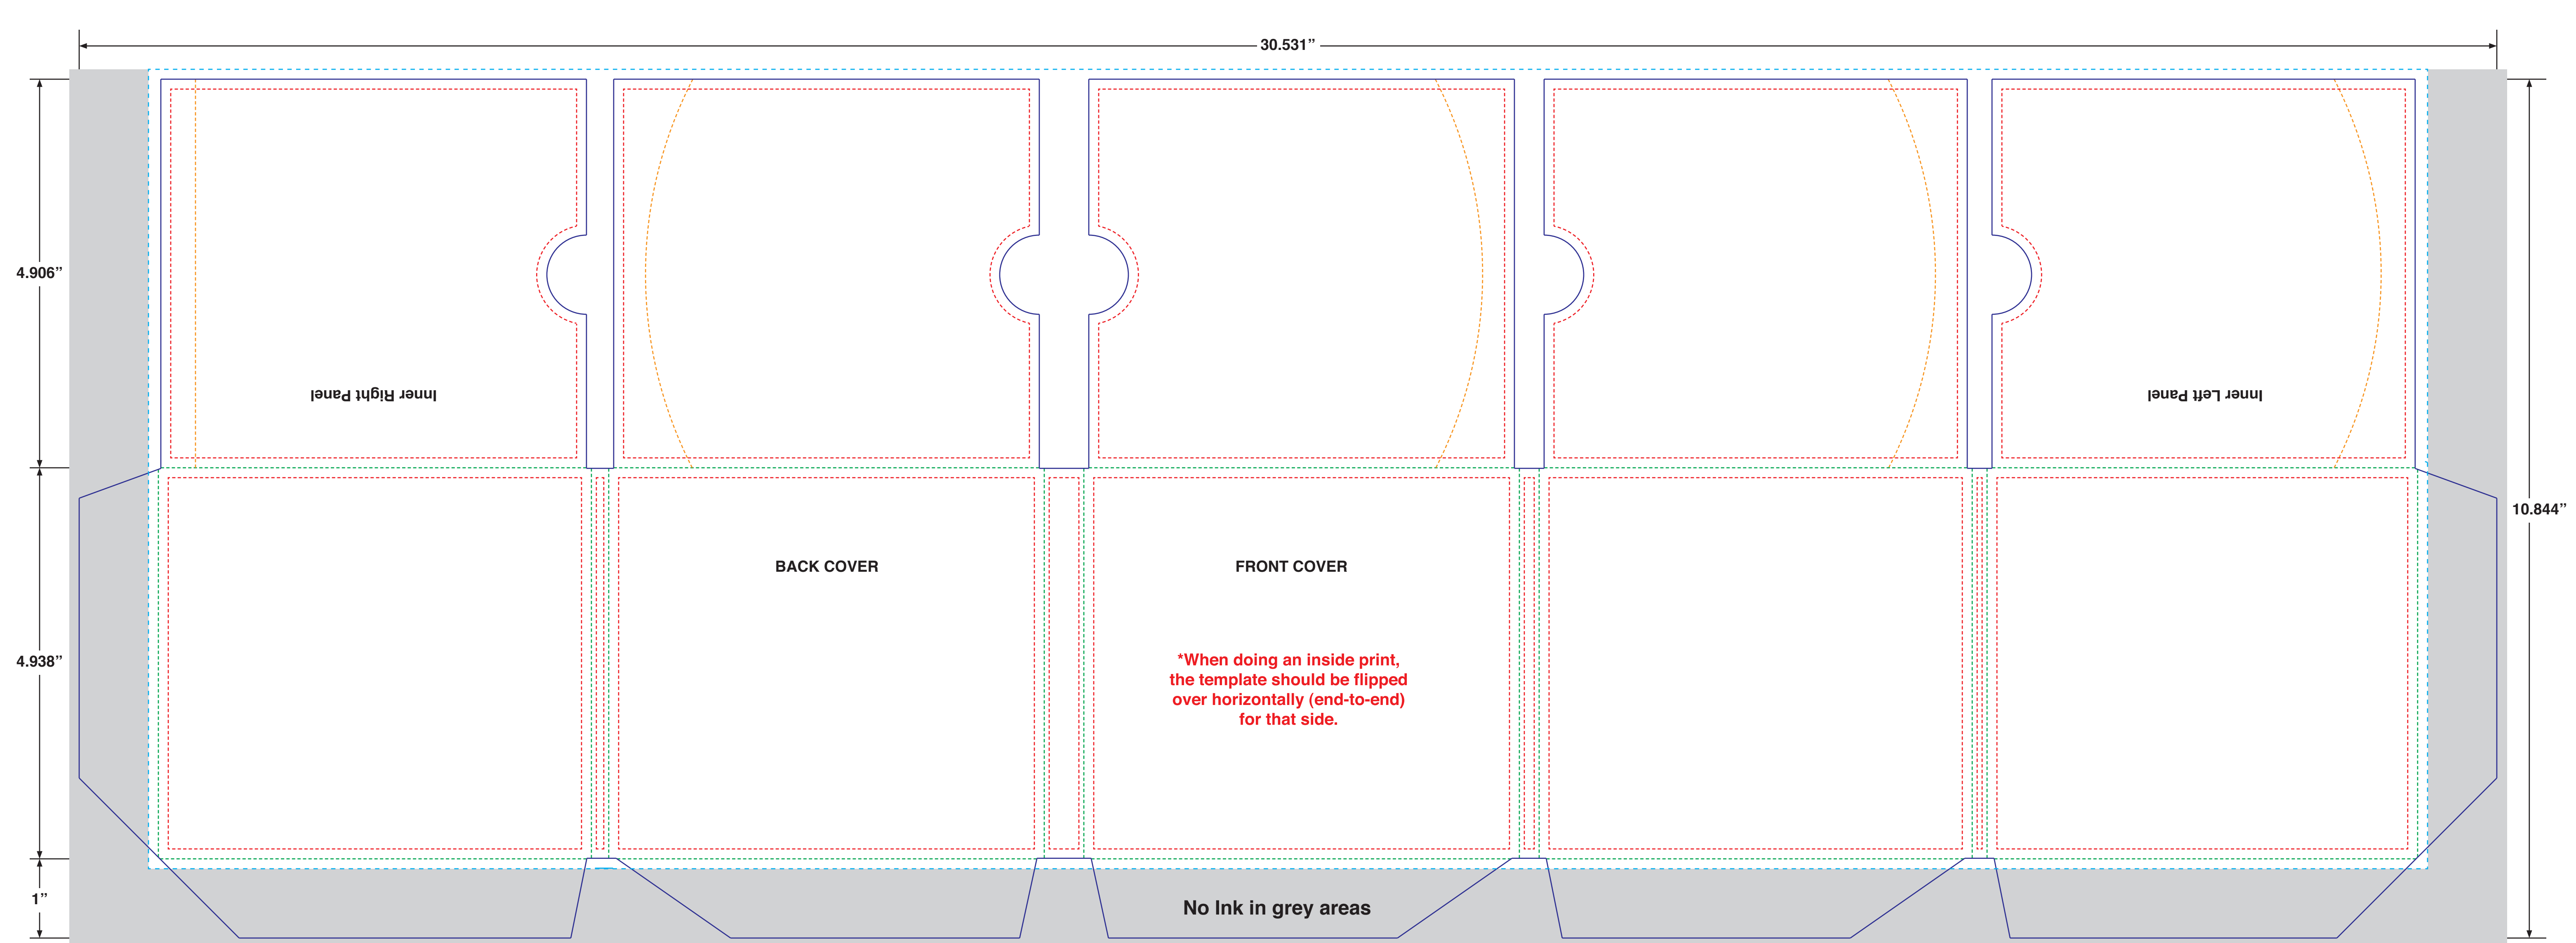 30.531”
4.906”
Inner Right Panel
Inner Left Panel
10.844”
BACK COVER
FRONT COVER
4.938”
*When doing an inside print,
the template should be flipped
over horizontally (end-to-end)
for that side.
1”
No Ink in grey areas